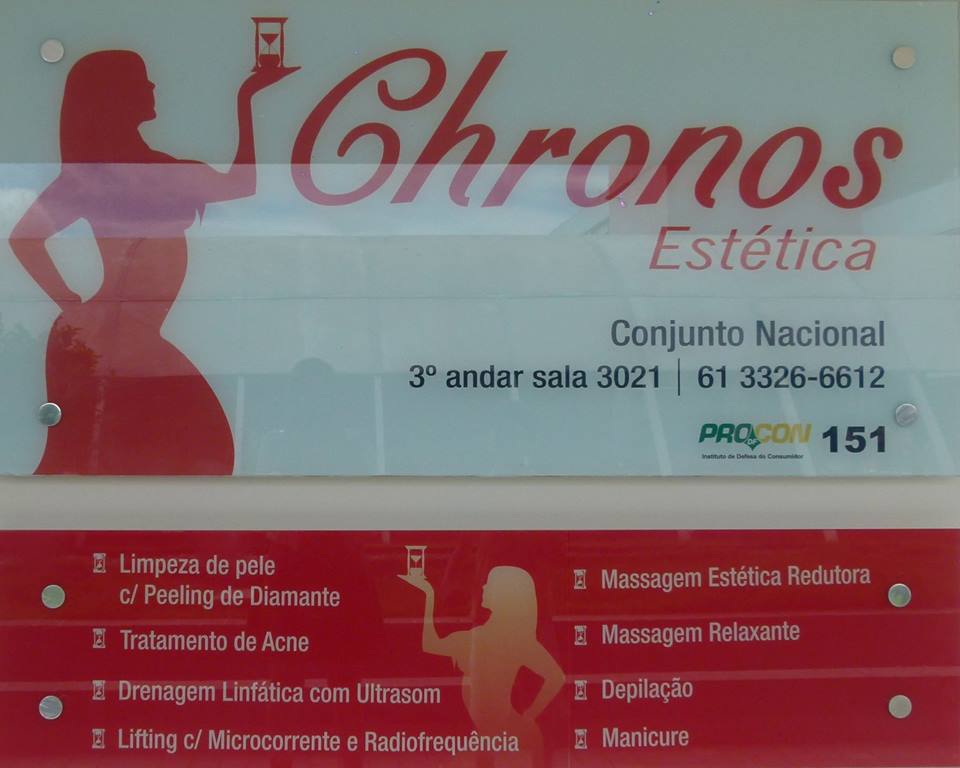 Chronos
Estética
Conjunto Nacional
3º andar sala 3021 | 61 3326-6612
PROCON DF 151
Instituto de Defesa do Consumidor
Limpeza de pele
c/ Peeling de Diamante
Tratamento de Acne
Drenagem Linfática com Ultrasom
Lifting c/ Microcorrente e Radiofrequência
Massagem Estética Redutora
Massagem Relaxante
Depilação
Manicure